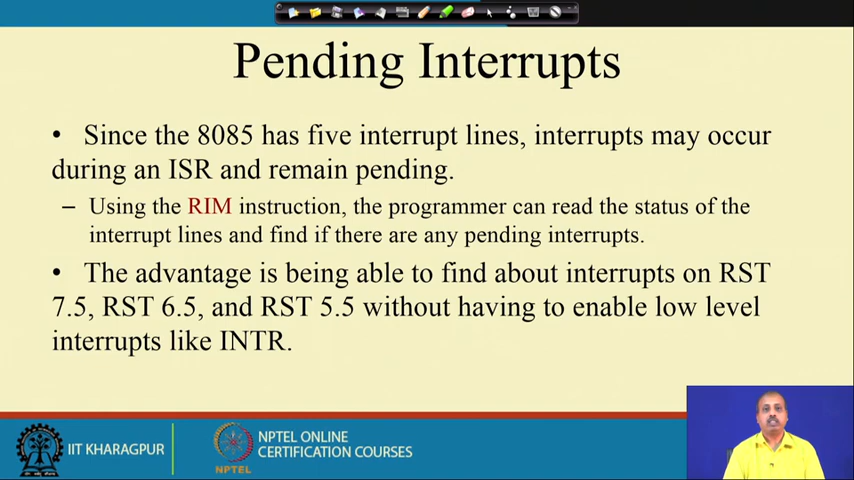 Pending Interrupts
• Since the 8085 has five interrupt lines, interrupts may occur
during an ISR and remain pending.
– Using the RIM instruction, the programmer can read the status of the
interrupt lines and find if there are any pending interrupts.
• The advantage is being able to find about interrupts on RST
7.5, RST 6.5, and RST 5.5 without having to enable low level
interrupts like INTR.
IIT KHARAGPUR
NPTEL
NPTEL ONLINE
CERTIFICATION COURSES